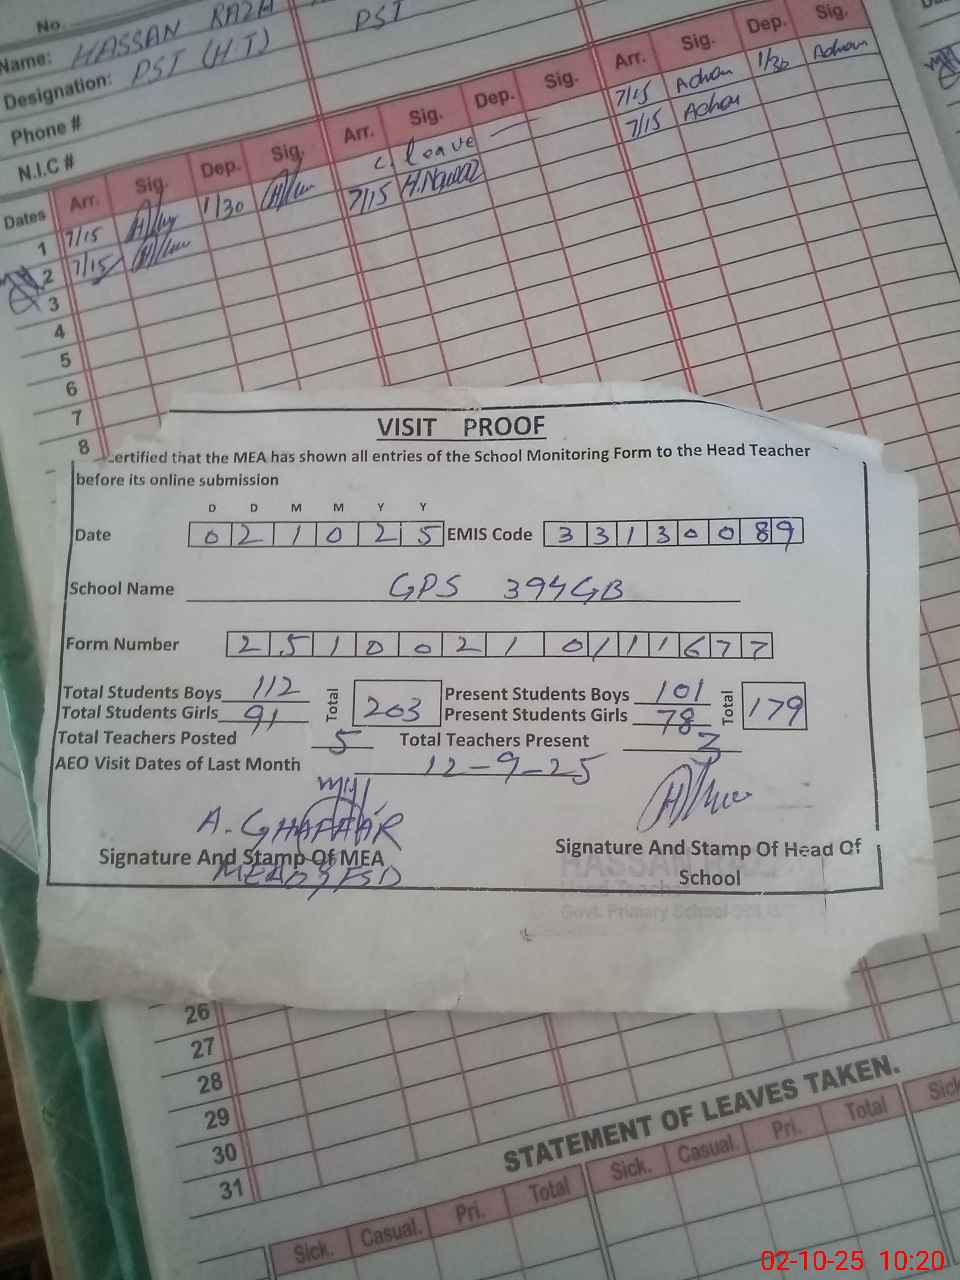 No.
Name: HASSAN RAZA
PST
Designation: PST (HT)
Phone #
N.I.C #
Dates Arr. Sig. Dep. Sig. Arr. Sig. Dep. Sig. Arr. Sig. Dep. Sig.
1 7/15 1/30 C. leave 7/15 Adnan 1/30 Adnan
2 7/15 7/15 H.Nawaz 7/15 Adnan
3
4
5
6
7
8
VISIT PROOF
certified that the MEA has shown all entries of the School Monitoring Form to the Head Teacher
before its online submission
D D M M Y Y
Date 0 2 1 0 2 5 EMIS Code 3 3 1 3 0 0 8 9
School Name GPS 394GB
Form Number 2 5 1 0 0 2 1 0 1 1 1 6 7 7
Total Students Boys 112 Total 203 Present Students Boys 101 Total 179
Total Students Girls 91 Present Students Girls 78
Total Teachers Posted 5 Total Teachers Present 3
AEO Visit Dates of Last Month 12-9-25
A. GHAFFAR
Signature And Stamp Of MEA
Signature And Stamp Of Head Of
School
HASSAN
Head Teacher
Govt. Primary School
26
27
28
29
30
31
STATEMENT OF LEAVES TAKEN.
Sick. Casual. Pri. Total Sick. Casual. Pri. Total Sick
02-10-25 10:20